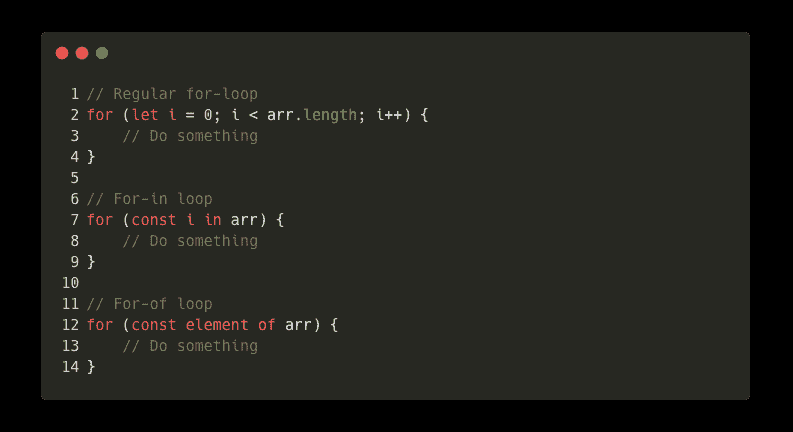 1 // Regular for-loop
2 for (let i = 0; i < arr.length; i++) {
3     // Do something
4 }
5
6 // For-in loop
7 for (const i in arr) {
8     // Do something
9 }
10
11 // For-of loop
12 for (const element of arr) {
13     // Do something
14 }